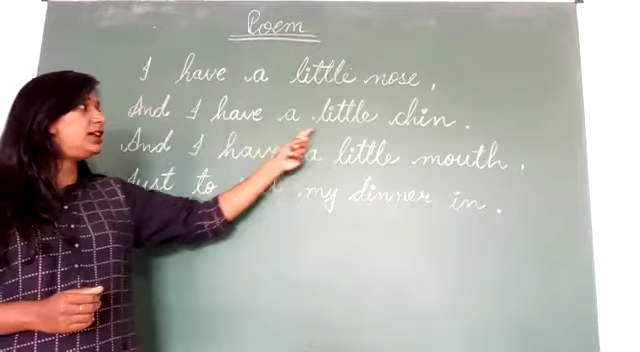 Poem
I have a little nose,
And I have a little chin.
And I have a little mouth,
Just to my dinner in.